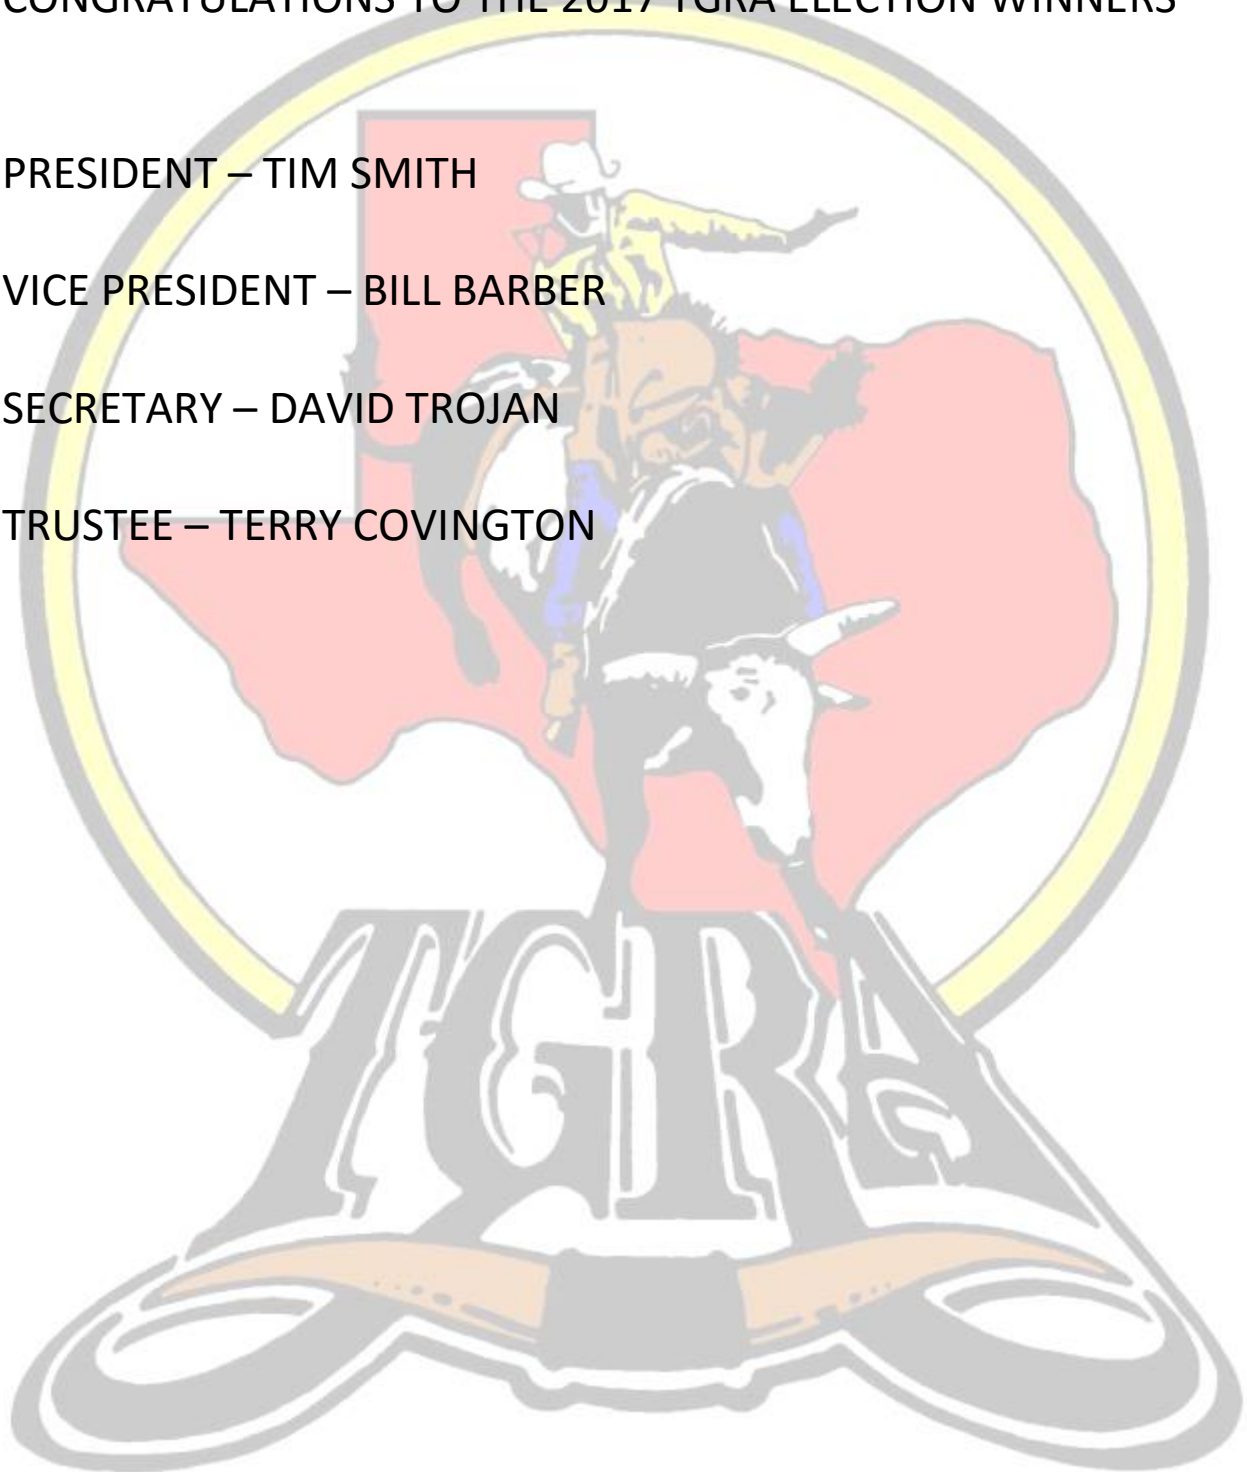 CONGRATULATIONS TO THE 2017 TGRA ELECTION WINNERS
PRESIDENT – TIM SMITH
VICE PRESIDENT – BILL BARBER
SECRETARY – DAVID TROJAN
TRUSTEE – TERRY COVINGTON
TGRA